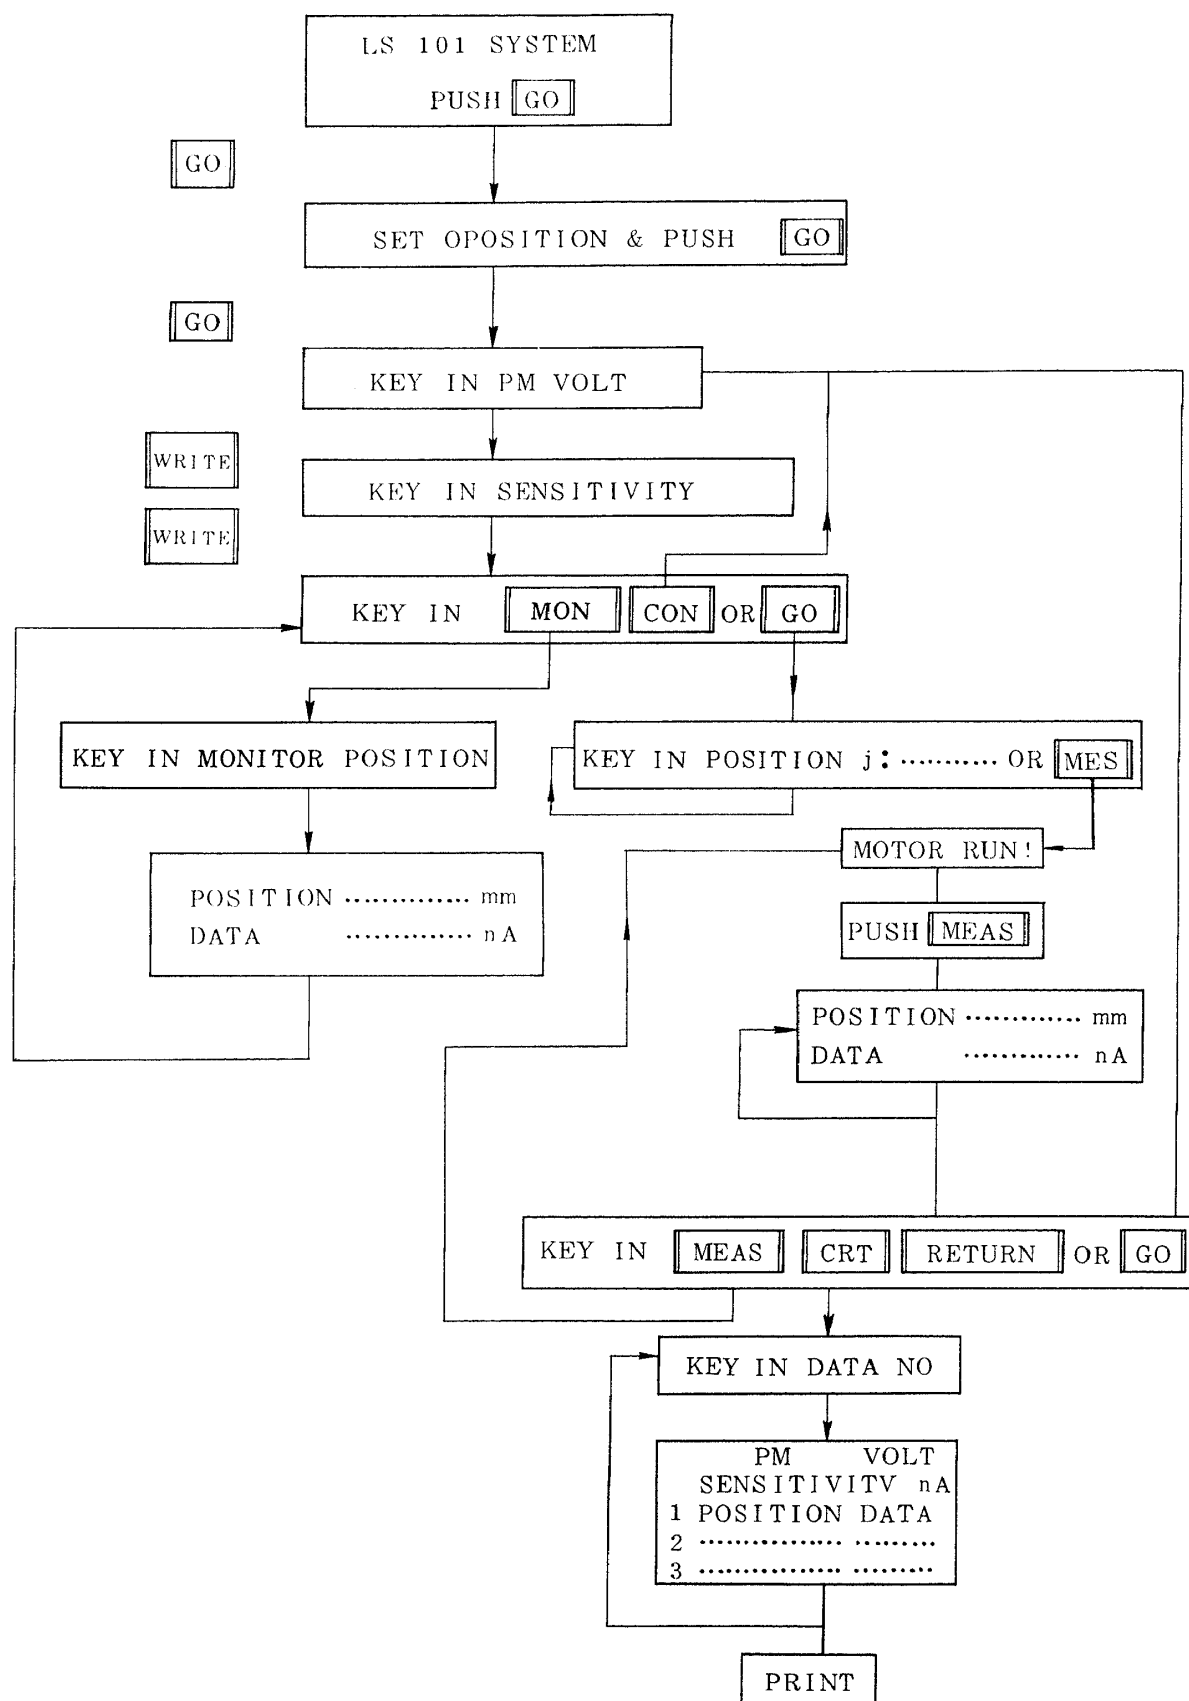 LS 101 SYSTEM
PUSH GO
GO
SET OPOSITION & PUSH GO
GO
KEY IN PM VOLT
WRITE
KEY IN SENSITIVITY
WRITE
KEY IN MON CON OR GO
KEY IN MONITOR POSITION
KEY IN POSITION j: ··········· OR MES
MOTOR RUN!
POSITION ·············· mm
DATA ·············· nA
PUSH MEAS
POSITION ············· mm
DATA ············· nA
KEY IN MEAS CRT RETURN OR GO
KEY IN DATA NO
PM VOLT
SENSITIVITV nA
1 POSITION DATA
2 ················ ·········
3 ················ ·········
PRINT